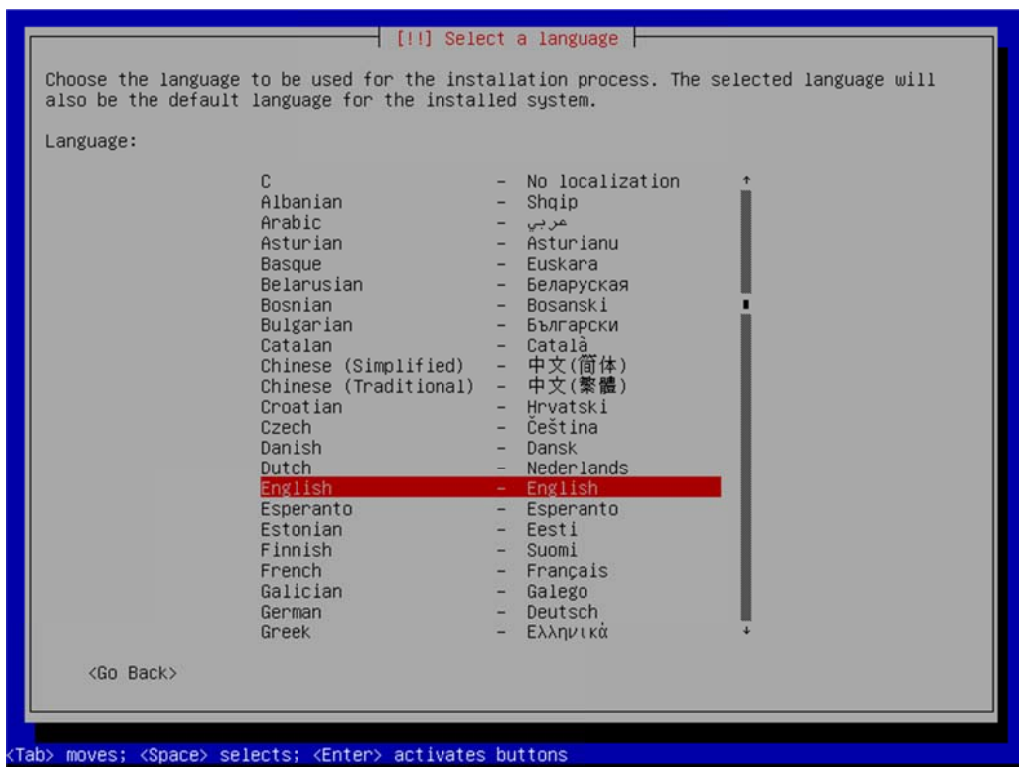 [!!] Select a language
Choose the language to be used for the installation process. The selected language will
also be the default language for the installed system.
Language:
C - No localization
Albanian - Shqip
Arabic - عربي
Asturian - Asturianu
Basque - Euskara
Belarusian - Беларуская
Bosnian - Bosanski
Bulgarian - Български
Catalan - Català
Chinese (Simplified) - 中文(简体)
Chinese (Traditional) - 中文(繁體)
Croatian - Hrvatski
Czech - Čeština
Danish - Dansk
Dutch - Nederlands
English - English
Esperanto - Esperanto
Estonian - Eesti
Finnish - Suomi
French - Français
Galician - Galego
German - Deutsch
Greek - Ελληνικά
<Go Back>
<Tab> moves; <Space> selects; <Enter> activates buttons